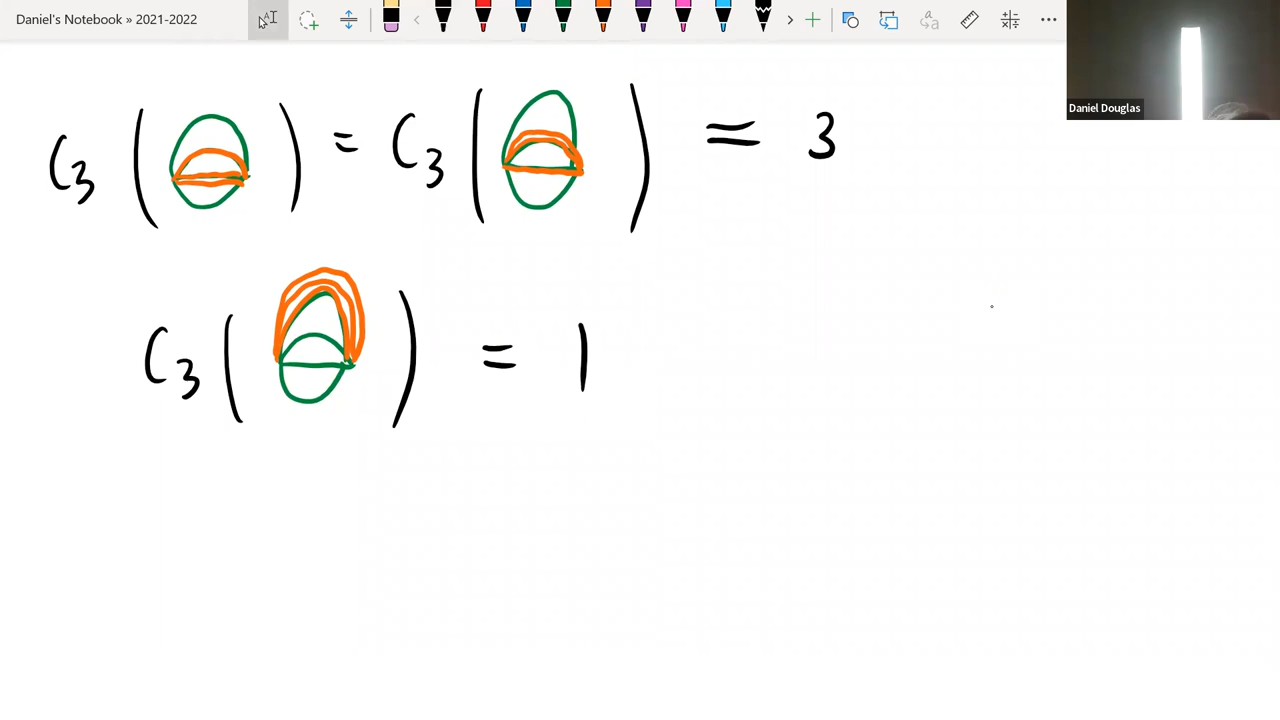 Daniel's Notebook » 2021-2022
Daniel Douglas
C₃ ( ) = C₃ ( ) = 3
C₃ ( ) = 1